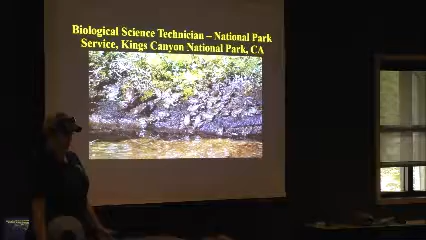 Biological Science Technician – National Park
Service, Kings Canyon National Park, CA